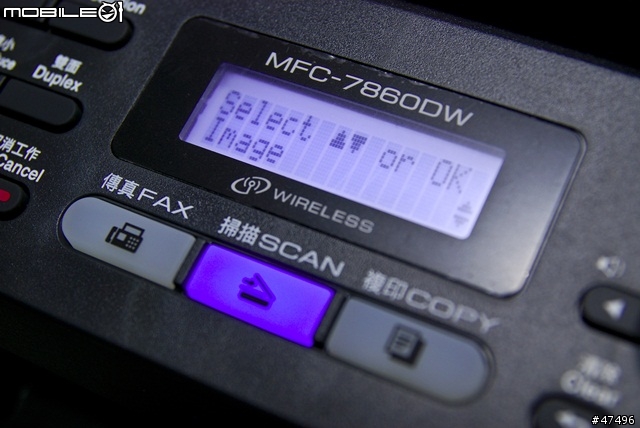 MOBILE01
雙面
Duplex
Cancel
MFC-7860DW
Select ▲▼ or OK
Image
WIRELESS
傳真FAX
掃描SCAN
複印COPY
Clear
#47496